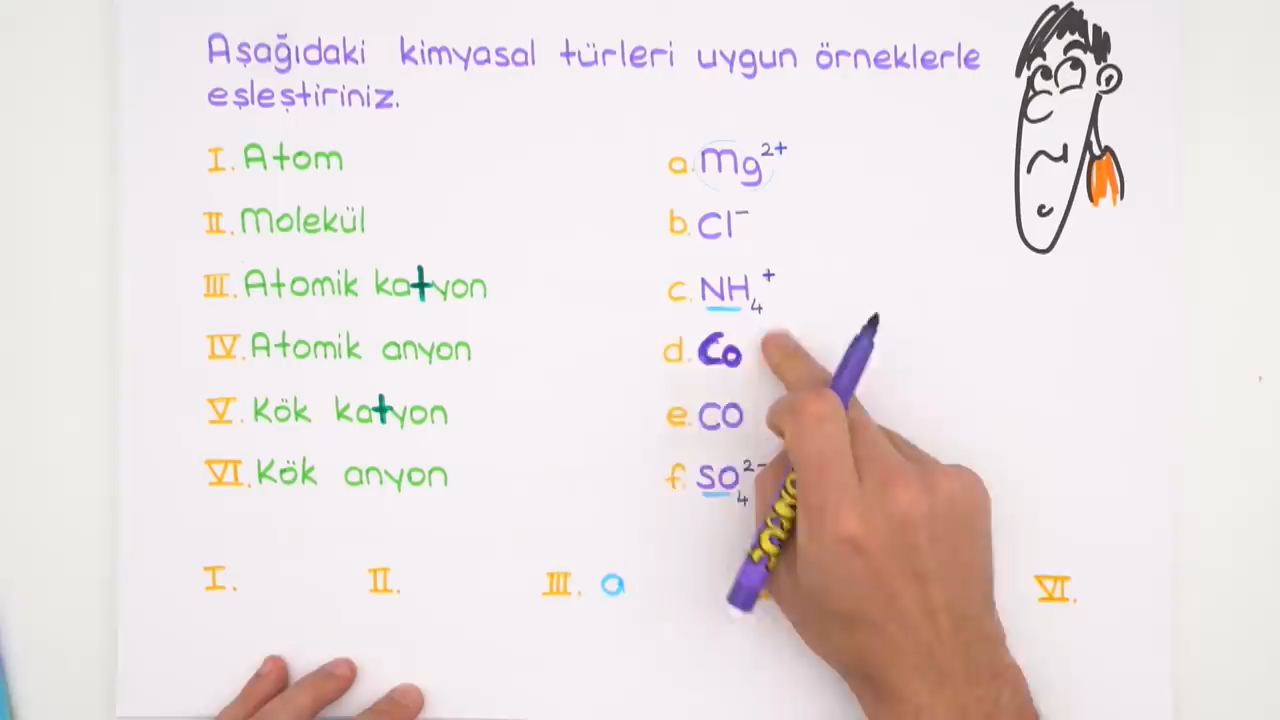 Aşağıdaki kimyasal türleri uygun örneklerle
eşleştiriniz.
I. Atom
II. Molekül
III. Atomik katyon
IV. Atomik anyon
V. Kök katyon
VI. Kök anyon
a. Mg²⁺
b. Cl⁻
c. NH₄⁺
d. Co
e. CO
f. SO₄²⁻
I. II. III. a VI.